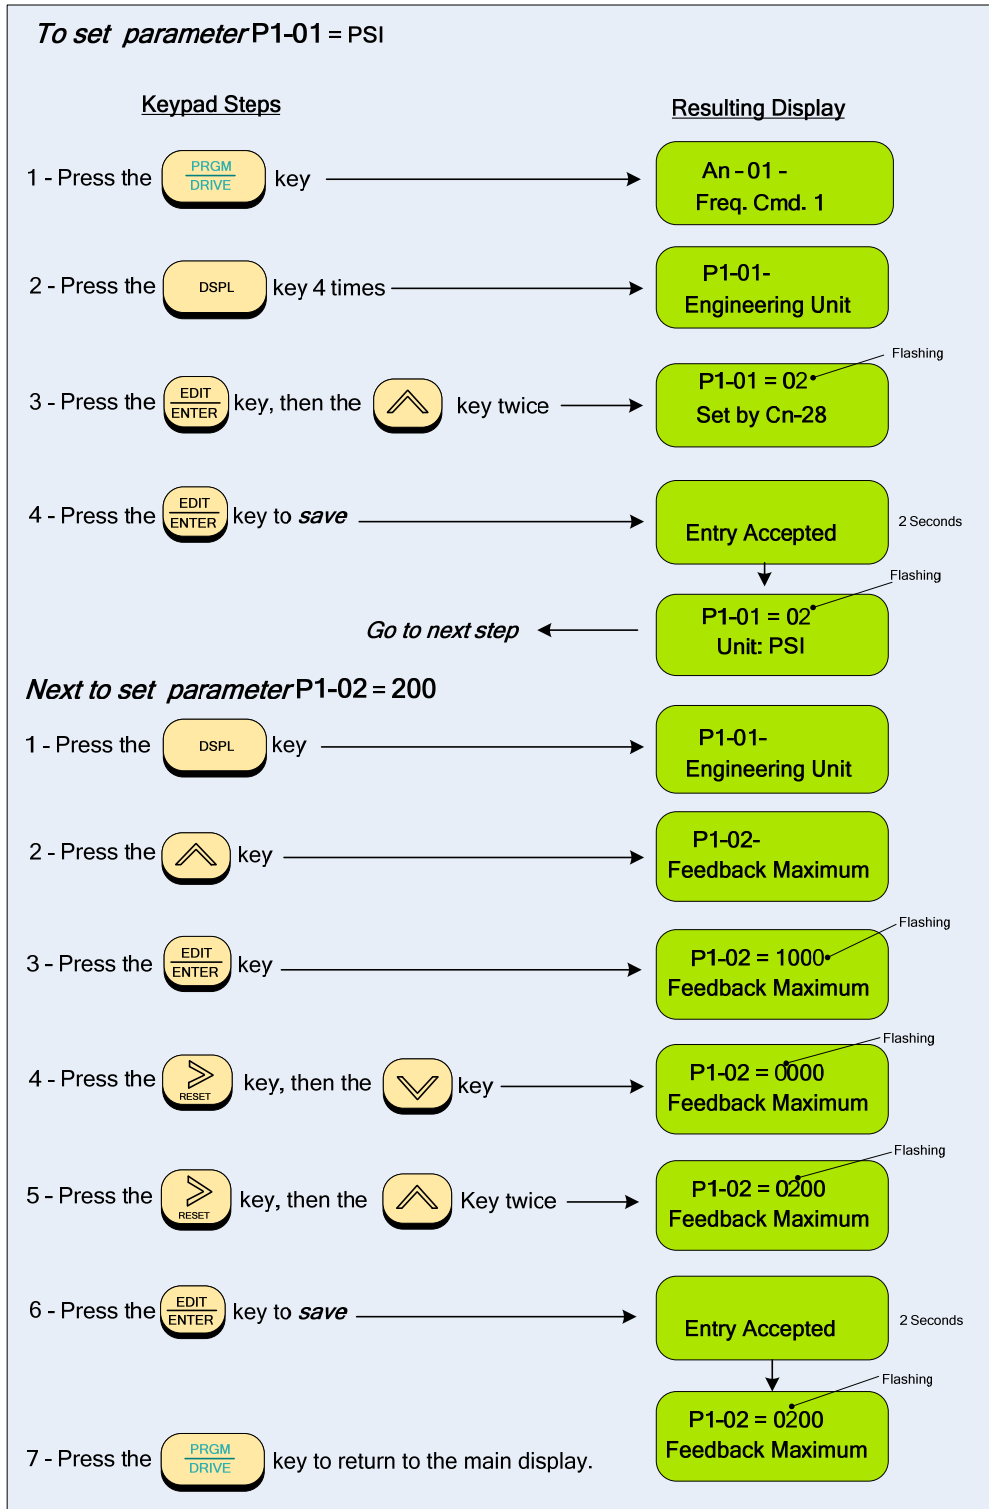 To set parameter P1-01 = PSI
Keypad Steps
Resulting Display
1 - Press the PRGM DRIVE key
An - 01 -
Freq. Cmd. 1
2 - Press the DSPL key 4 times
P1-01-
Engineering Unit
Flashing
3 - Press the EDIT ENTER key, then the key twice
P1-01 = 02
Set by Cn-28
4 - Press the EDIT ENTER key to save
Entry Accepted
2 Seconds
Flashing
P1-01 = 02
Unit: PSI
Go to next step
Next to set parameter P1-02 = 200
1 - Press the DSPL key
P1-01-
Engineering Unit
2 - Press the key
P1-02-
Feedback Maximum
Flashing
3 - Press the EDIT ENTER key
P1-02 = 1000
Feedback Maximum
Flashing
4 - Press the RESET key, then the key
P1-02 = 0000
Feedback Maximum
Flashing
5 - Press the RESET key, then the Key twice
P1-02 = 0200
Feedback Maximum
6 - Press the EDIT ENTER key to save
Entry Accepted
2 Seconds
Flashing
P1-02 = 0200
Feedback Maximum
7 - Press the PRGM DRIVE key to return to the main display.